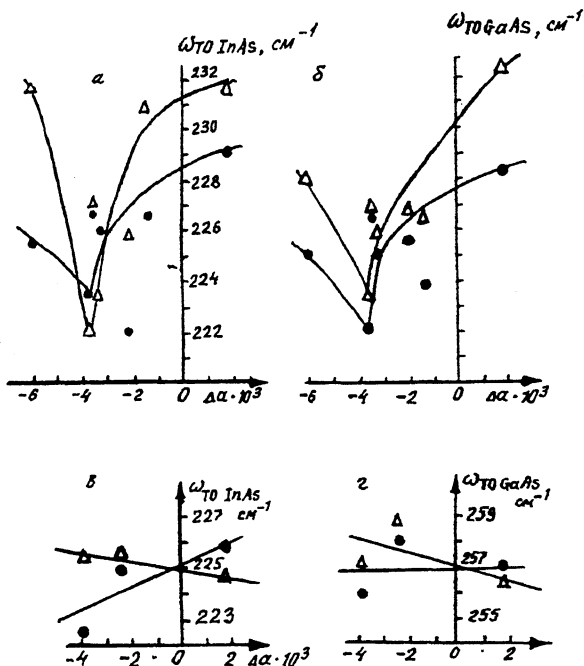 ω_TO InAs, см⁻¹
ω_TO GaAs, см⁻¹
а
232
б
230
228
226
224
222
-6 -4 -2 0 Δa·10³
-6 -4 -2 0 Δa·10³
в
ω_TO InAs
см⁻¹
227
225
223
-4 -2 0 2 Δa·10³
г
ω_TO GaAs
см⁻¹
259
257
255
-4 -2 0 2